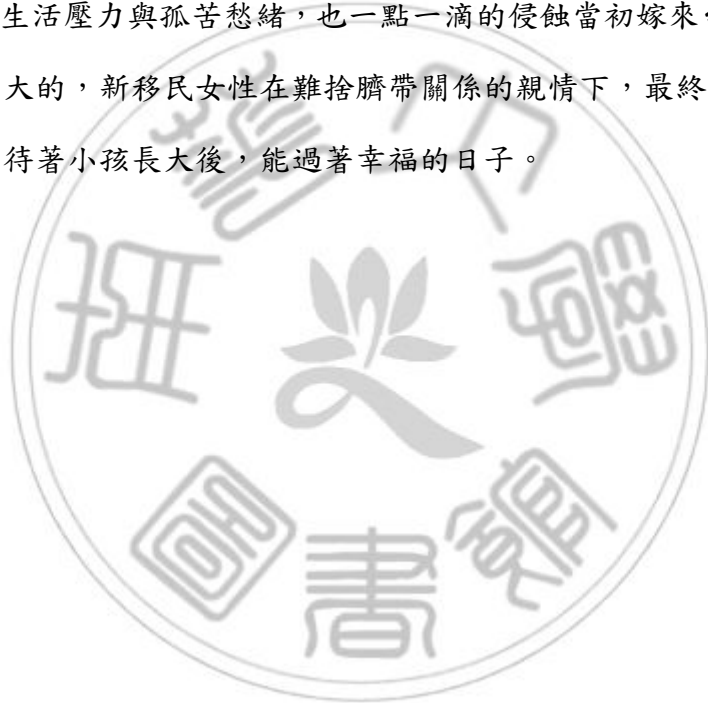 生活壓力與孤苦愁緒,也一點一滴的侵蝕當初嫁來
大的,新移民女性在難捨臍帶關係的親情下,最終
待著小孩長大後,能過著幸福的日子。
書